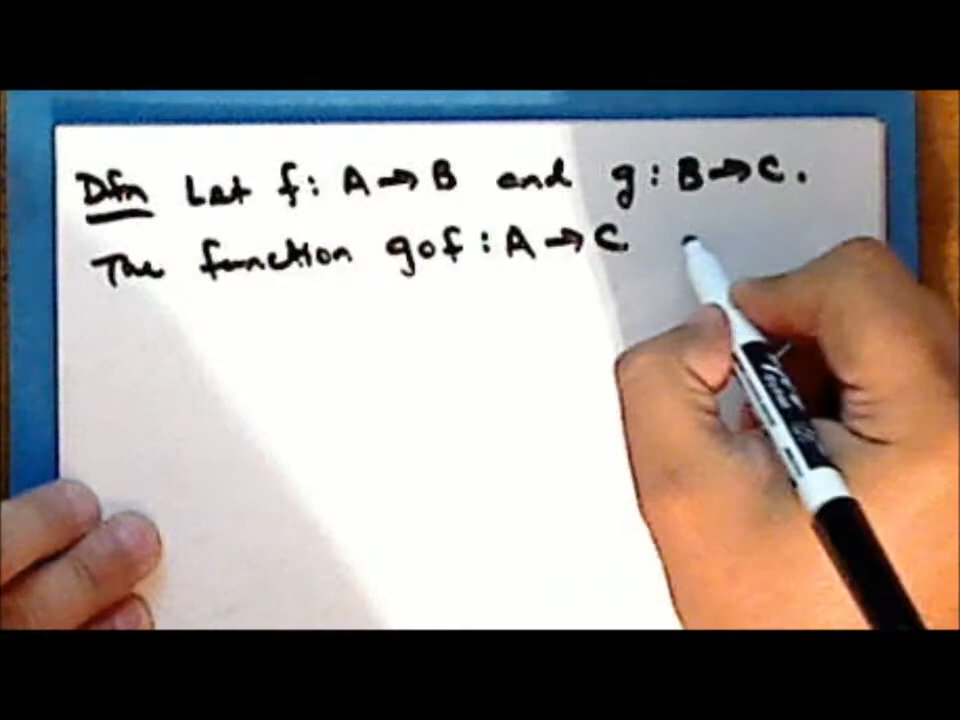 Dfn Let f : A → B and g : B → C.
The function g∘f : A → C